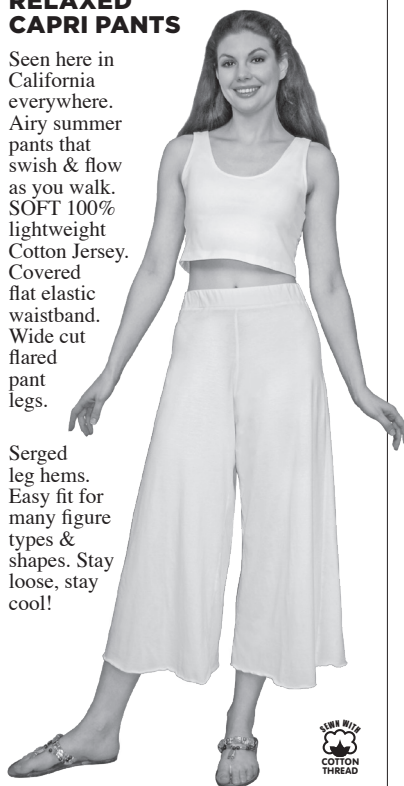 RELAXED
CAPRI PANTS
Seen here in
California
everywhere.
Airy summer
pants that
swish & flow
as you walk.
SOFT 100%
lightweight
Cotton Jersey.
Covered
flat elastic
waistband.
Wide cut
flared
pant
legs.
Serged
leg hems.
Easy fit for
many figure
types &
shapes. Stay
loose, stay
cool!
SEWN WITH
COTTON
THREAD